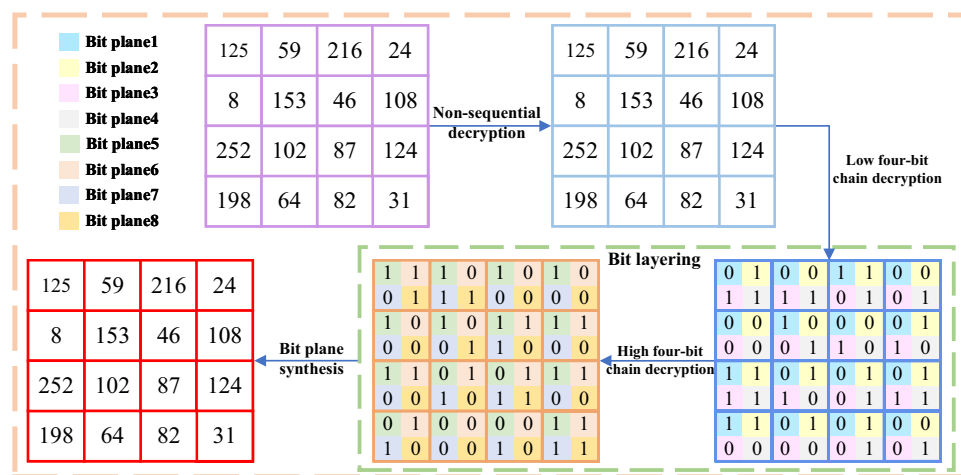 Bit plane1
Bit plane2
Bit plane3
Bit plane4
Bit plane5
Bit plane6
Bit plane7
Bit plane8
125 59 216 24
8 153 46 108
252 102 87 124
198 64 82 31
Non-sequential
decryption
125 59 216 24
8 153 46 108
252 102 87 124
198 64 82 31
Low four-bit
chain decryption
Bit layering
0 1 0 0 1 1 0 0
1 1 1 1 0 1 0 1
0 0 1 0 0 0 0 1
0 0 0 1 1 0 1 0
1 1 0 1 0 1 0 1
1 1 1 0 0 1 1 1
1 1 0 1 0 1 0 0
0 0 0 0 0 1 0 1
High four-bit
chain decryption
1 1 1 0 1 0 1 0
0 1 1 1 0 0 0 0
1 0 1 0 1 1 1 1
0 0 0 1 1 0 0 0
1 1 0 1 0 1 1 0
0 0 1 0 1 1 0 0
0 1 0 0 0 0 1 1
1 0 0 0 1 0 1 1
Bit plane
synthesis
125 59 216 24
8 153 46 108
252 102 87 124
198 64 82 31